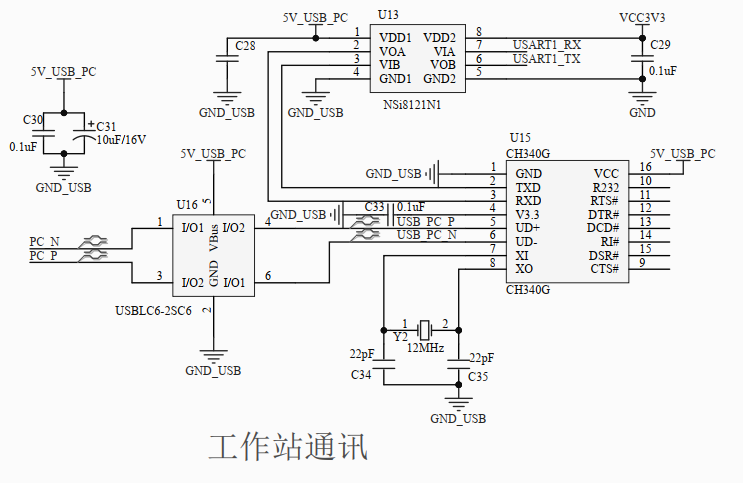 5V_USB_PC
U13
VCC3V3
C28
1 VDD1 VDD2 8
2 VOA VIA 7 USART1_RX
3 VIB VOB 6 USART1_TX
4 GND1 GND2 5
NSi8121N1
C29
0.1uF
GND_USB
GND_USB
GND
5V_USB_PC
C30
0.1uF
+
C31
10uF/16V
GND_USB
5V_USB_PC
U15
CH340G
5V_USB_PC
GND_USB
1 GND VCC 16
2 TXD R232 10
3 RXD RTS# 11
4 V3.3 DTR# 12
5 UD+ DCD# 13
6 UD- RI# 14
7 XI DSR# 15
8 XO CTS# 9
CH340G
GND_USB
C33
0.1uF
USB_PC_P
USB_PC_N
U16
5
1 I/O1 I/O2 4
VBus
GND
3 I/O2 I/O1 6
2
USBLC6-2SC6
PC_N
PC_P
GND_USB
1 2
Y2
12MHz
22pF
C34
22pF
C35
GND_USB
工作站通讯